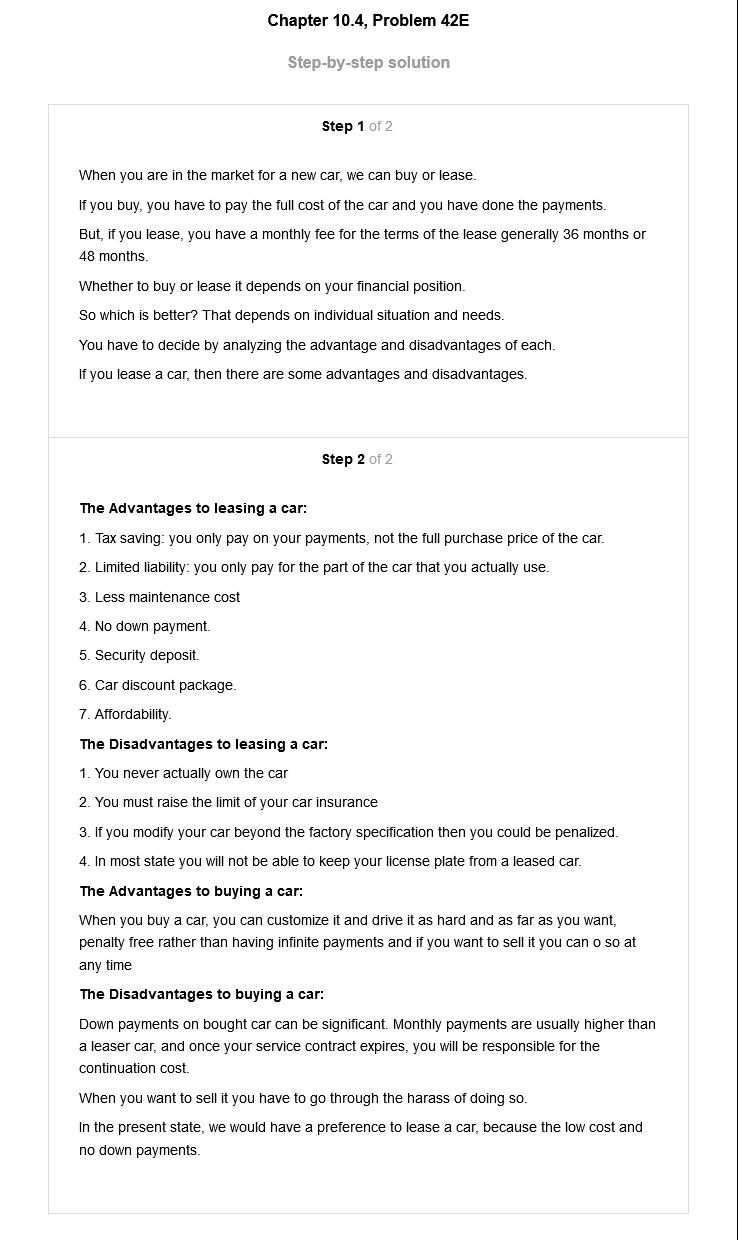 Chapter 10.4, Problem 42E
Step-by-step solution
Step 1 of 2
When you are in the market for a new car, we can buy or lease.
If you buy, you have to pay the full cost of the car and you have done the payments.
But, if you lease, you have a monthly fee for the terms of the lease generally 36 months or
48 months.
Whether to buy or lease it depends on your financial position.
So which is better? That depends on individual situation and needs.
You have to decide by analyzing the advantage and disadvantages of each.
If you lease a car, then there are some advantages and disadvantages.
Step 2 of 2
The Advantages to leasing a car:
1. Tax saving: you only pay on your payments, not the full purchase price of the car.
2. Limited liability: you only pay for the part of the car that you actually use.
3. Less maintenance cost
4. No down payment.
5. Security deposit.
6. Car discount package.
7. Affordability.
The Disadvantages to leasing a car:
1. You never actually own the car
2. You must raise the limit of your car insurance
3. If you modify your car beyond the factory specification then you could be penalized.
4. In most state you will not be able to keep your license plate from a leased car.
The Advantages to buying a car:
When you buy a car, you can customize it and drive it as hard and as far as you want,
penalty free rather than having infinite payments and if you want to sell it you can o so at
any time
The Disadvantages to buying a car:
Down payments on bought car can be significant. Monthly payments are usually higher than
a leaser car, and once your service contract expires, you will be responsible for the
continuation cost.
When you want to sell it you have to go through the harass of doing so.
In the present state, we would have a preference to lease a car, because the low cost and
no down payments.